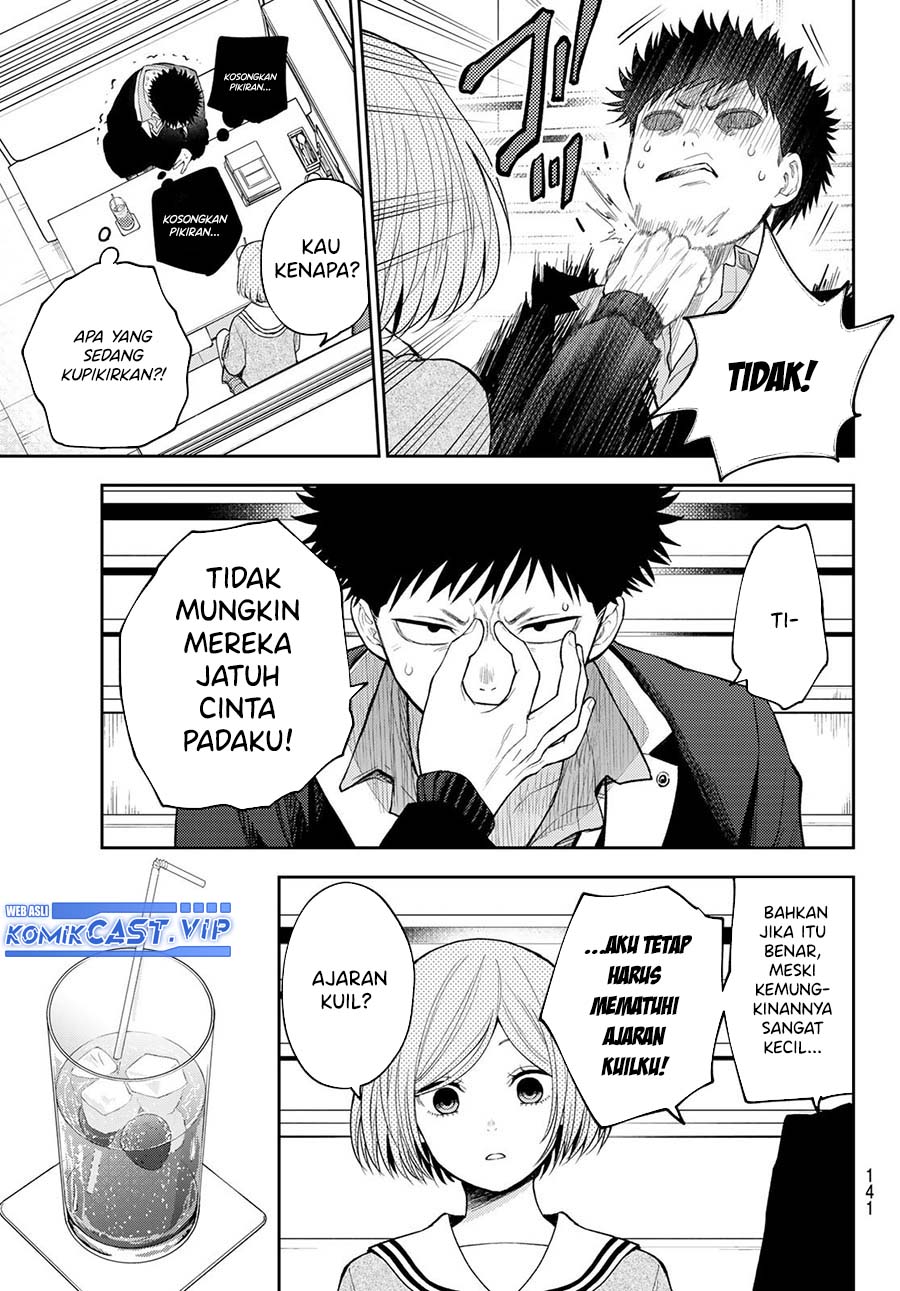 TIDAK!
KAU
KENAPA?
KOSONGKAN
PIKIRAN...
KOSONGKAN
PIKIRAN...
APA YANG
SEDANG
KUPIKIRKAN?!
TI-
TIDAK
MUNGKIN
MEREKA
JATUH
CINTA
PADAKU!
BAHKAN
JIKA ITU
BENAR,
MESKI
KEMUNG-
KINANNYA
SANGAT
KECIL...
...AKU TETAP
HARUS
MEMATUHI
AJARAN
KUILKU!
AJARAN
KUIL?
WEB ASLI
KOMIKCAST.VIP
141